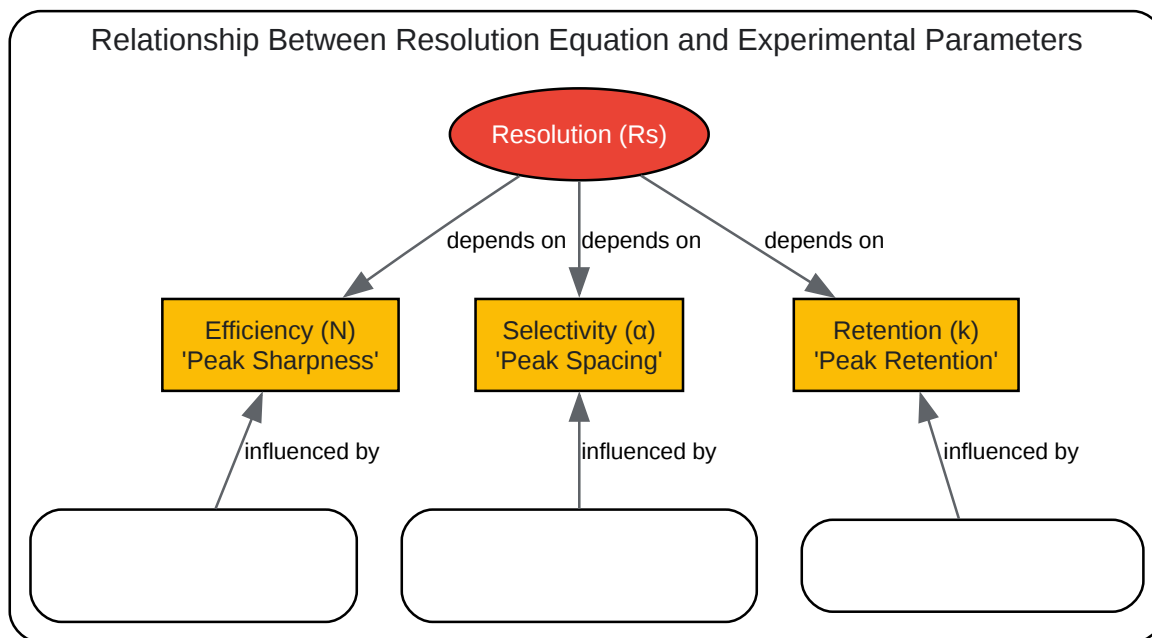 Relationship Between Resolution Equation and Experimental Parameters
Resolution (Rs)
depends on
depends on
depends on
Efficiency (N)
'Peak Sharpness'
Selectivity (α)
'Peak Spacing'
Retention (k)
'Peak Retention'
influenced by
influenced by
influenced by